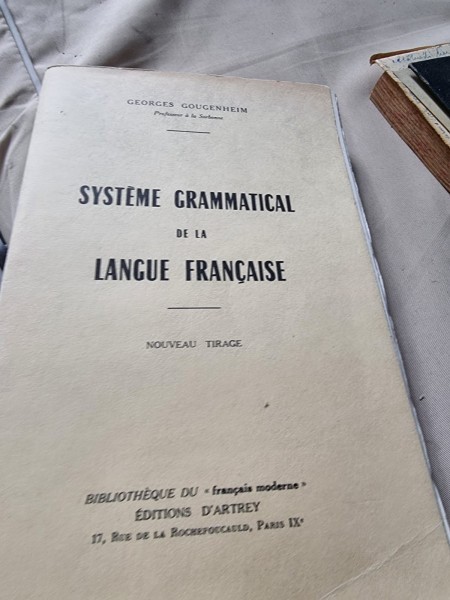 GEORGES GOUGENHEIM
Professeur à la Sorbonne
SYSTÈME GRAMMATICAL
DE LA
LANGUE FRANÇAISE
NOUVEAU TIRAGE
BIBLIOTHÈQUE DU « français moderne »
ÉDITIONS D'ARTREY
17, RUE DE LA ROCHEFOUCAULD, PARIS IXe